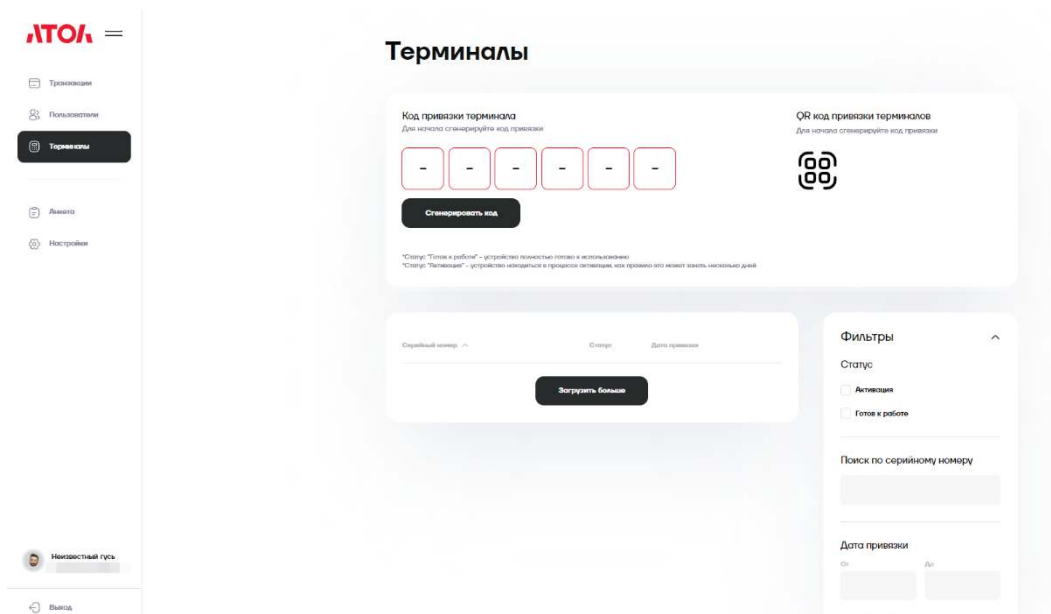 АТОЛ
Транзакции
Пользователи
Терминалы
Анкета
Настройки
Неизвестный гусь
Выход
Терминалы
Код привязки терминала
Для начала сгенерируйте код привязки
- - - - - -
Сгенерировать код
QR код привязки терминалов
Для начала сгенерируйте код привязки
*Статус "Готов к работе" – устройство полностью готово к использованию
*Статус "Активация" – устройство находиться в процессе активации, как правило это может занять несколько дней
Серийный номер Статус Дата привязки
Загрузить больше
Фильтры
Статус
Активация
Готов к работе
Поиск по серийному номеру
Дата привязки
От До